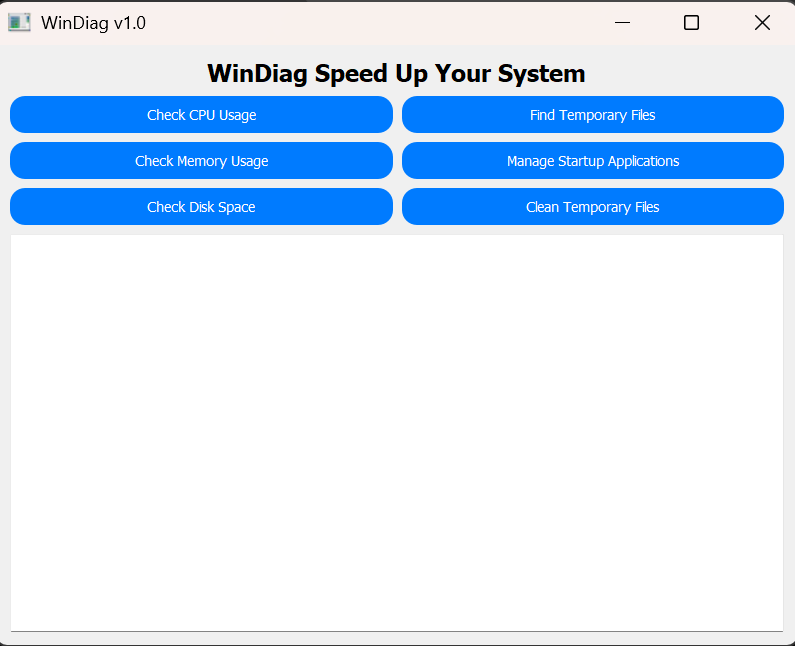 WinDiag v1.0
WinDiag Speed Up Your System
Check CPU Usage
Find Temporary Files
Check Memory Usage
Manage Startup Applications
Check Disk Space
Clean Temporary Files